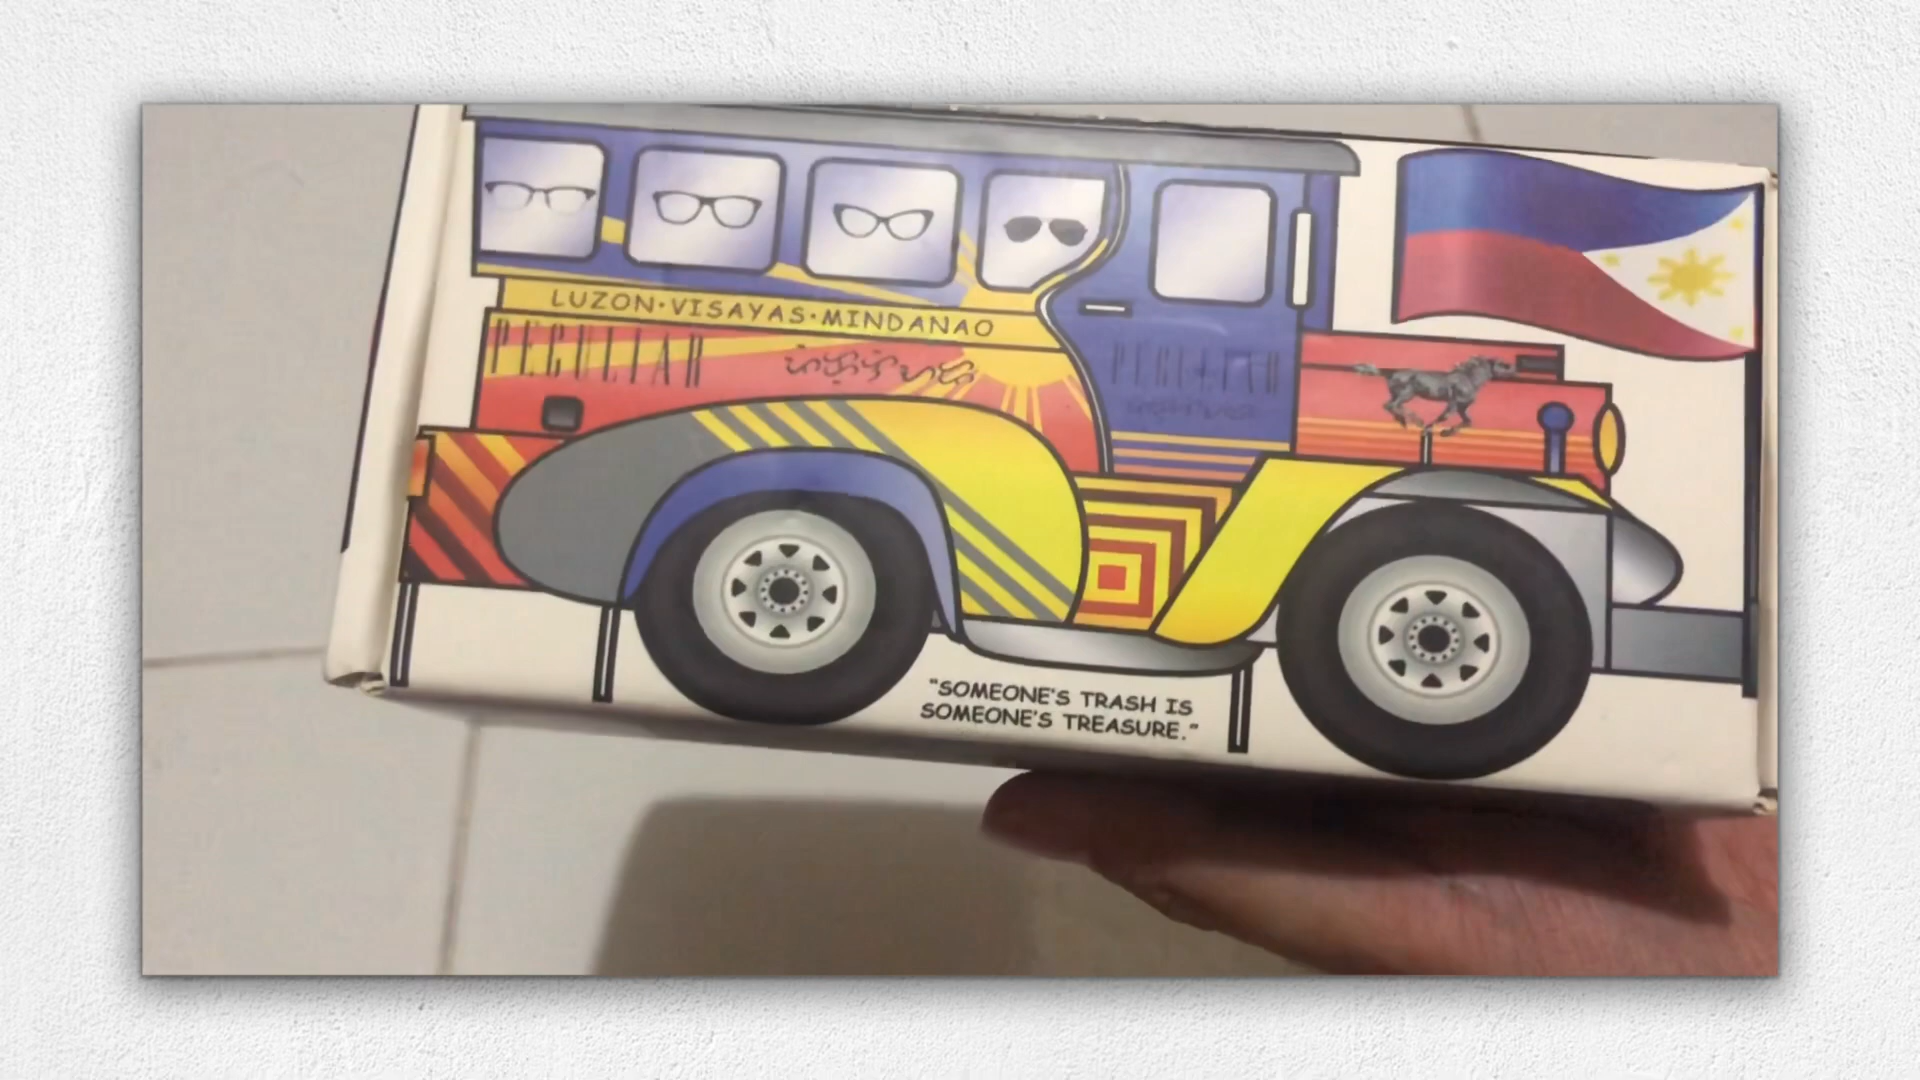 LUZON•VISAYAS•MINDANAO
PECULIAR
PECULIAR
"SOMEONE'S TRASH IS
SOMEONE'S TREASURE."